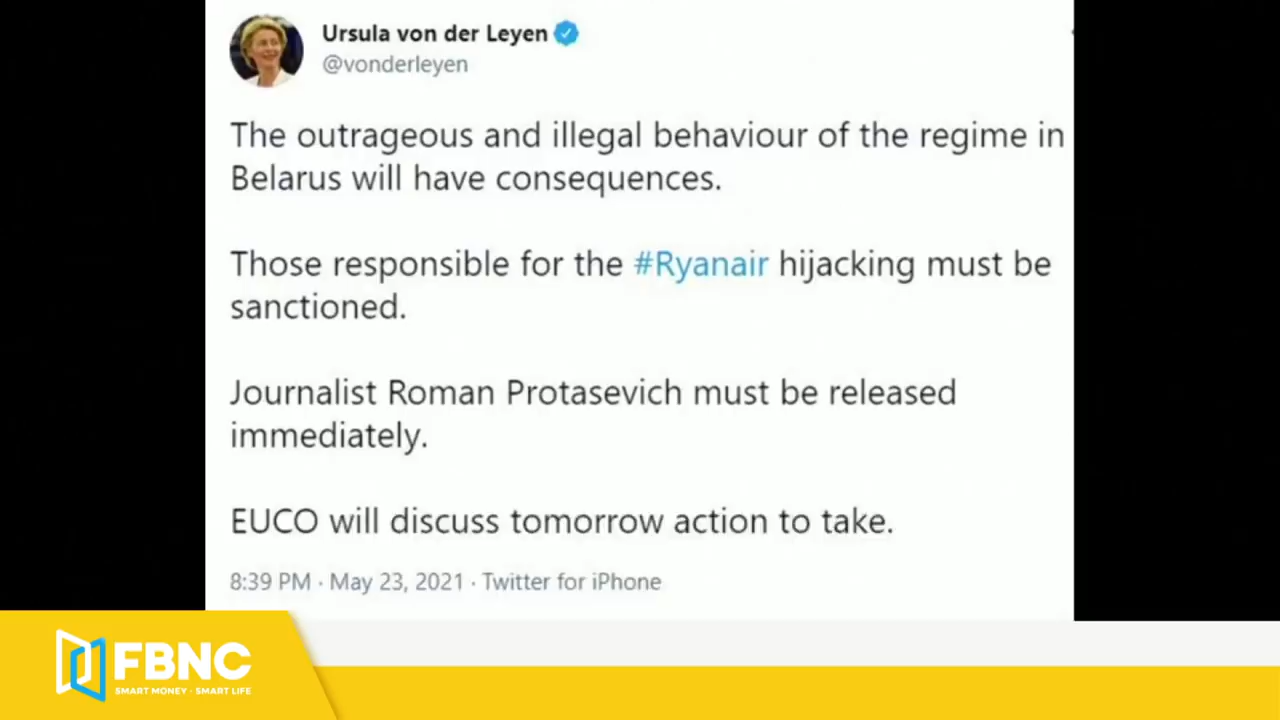 Ursula von der Leyen
@vonderleyen
The outrageous and illegal behaviour of the regime in
Belarus will have consequences.
Those responsible for the #Ryanair hijacking must be
sanctioned.
Journalist Roman Protasevich must be released
immediately.
EUCO will discuss tomorrow action to take.
8:39 PM · May 23, 2021 · Twitter for iPhone
FBNC
SMART MONEY - SMART LIFE